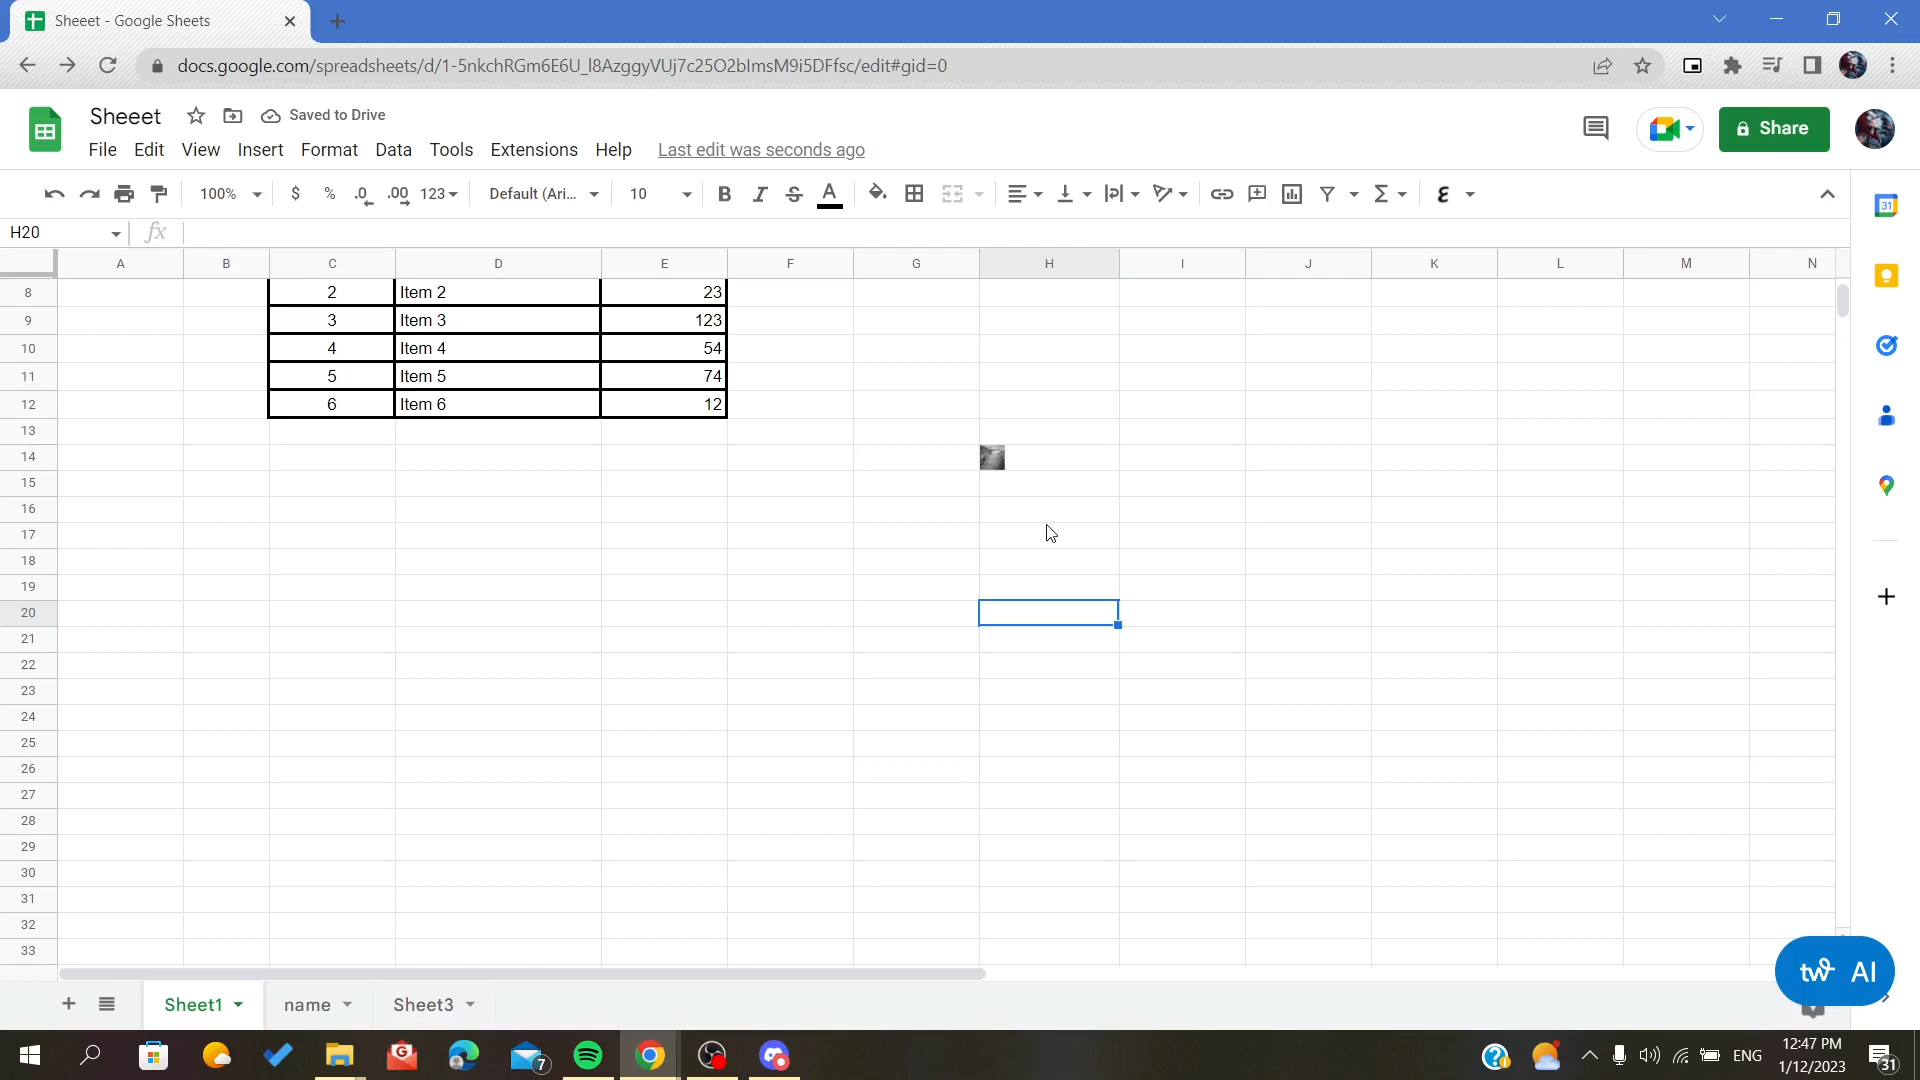 Sheeet - Google Sheets
docs.google.com/spreadsheets/d/1-5nkchRGm6E6U_l8AzggyVUj7c25O2bImsM9i5DFfsc/edit#gid=0
Sheeet Saved to Drive
File Edit View Insert Format Data Tools Extensions Help Last edit was seconds ago
Share
100% $ % .0 .00 123 Default (Ari... 10 B I S A
31
H20 fx
A B C D E F G H I J K L M N
8 2 Item 2 23
9 3 Item 3 123
10 4 Item 4 54
11 5 Item 5 74
12 6 Item 6 12
13
14
15
16
17
18
19
20
21
22
23
24
25
26
27
28
29
30
31
32
33
tw AI
Sheet1 name Sheet3
7
ENG
12:47 PM
1/12/2023
31